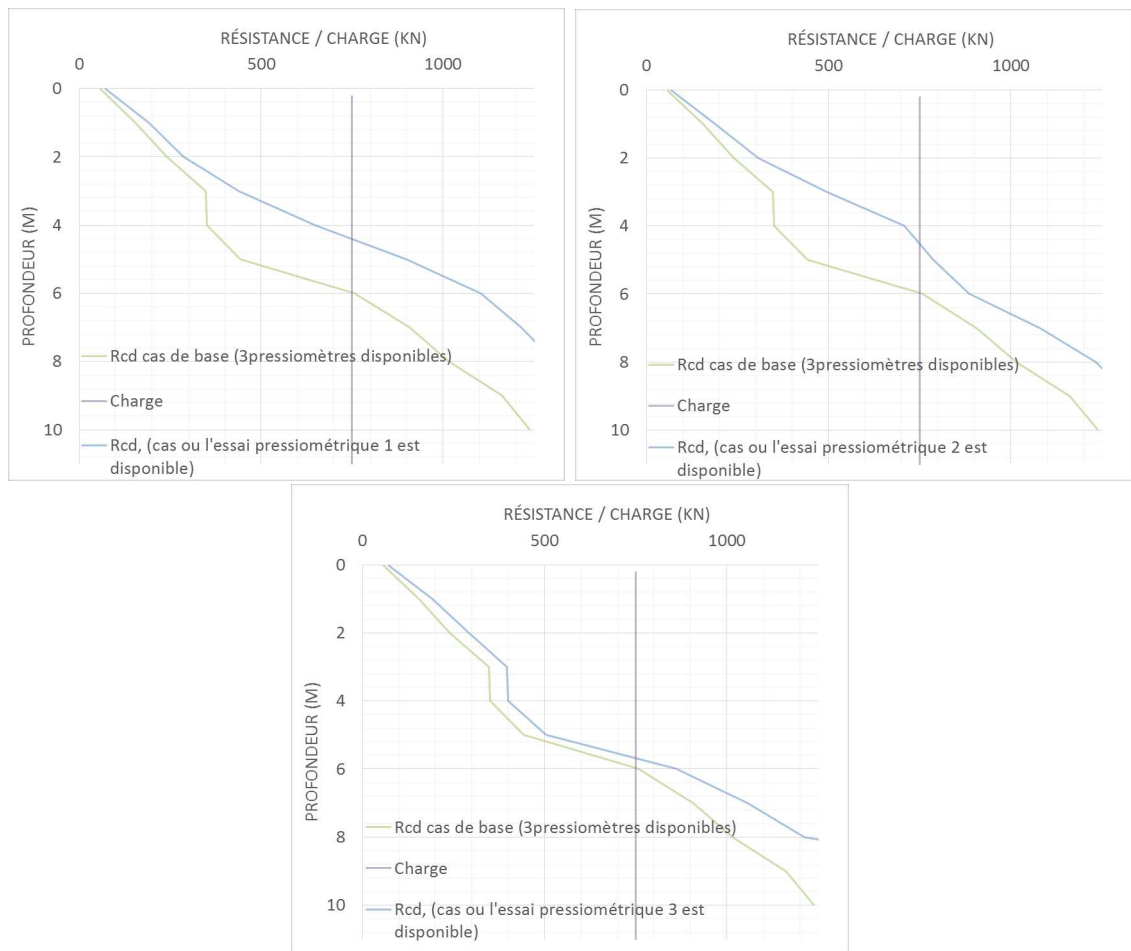 RÉSISTANCE / CHARGE (KN)
0 500 1000
PROFONDEUR (M)
0
2
4
6
8
10
Rcd cas de base (3pressiomètres disponibles)
Charge
Rcd, (cas ou l'essai pressiométrique 1 est
disponible)
RÉSISTANCE / CHARGE (KN)
0 500 1000
PROFONDEUR (M)
0
2
4
6
8
10
Rcd cas de base (3pressiomètres disponibles)
Charge
Rcd, (cas ou l'essai pressiométrique 2 est
disponible)
RÉSISTANCE / CHARGE (KN)
0 500 1000
PROFONDEUR (M)
0
2
4
6
8
10
Rcd cas de base (3pressiomètres disponibles)
Charge
Rcd, (cas ou l'essai pressiométrique 3 est
disponible)